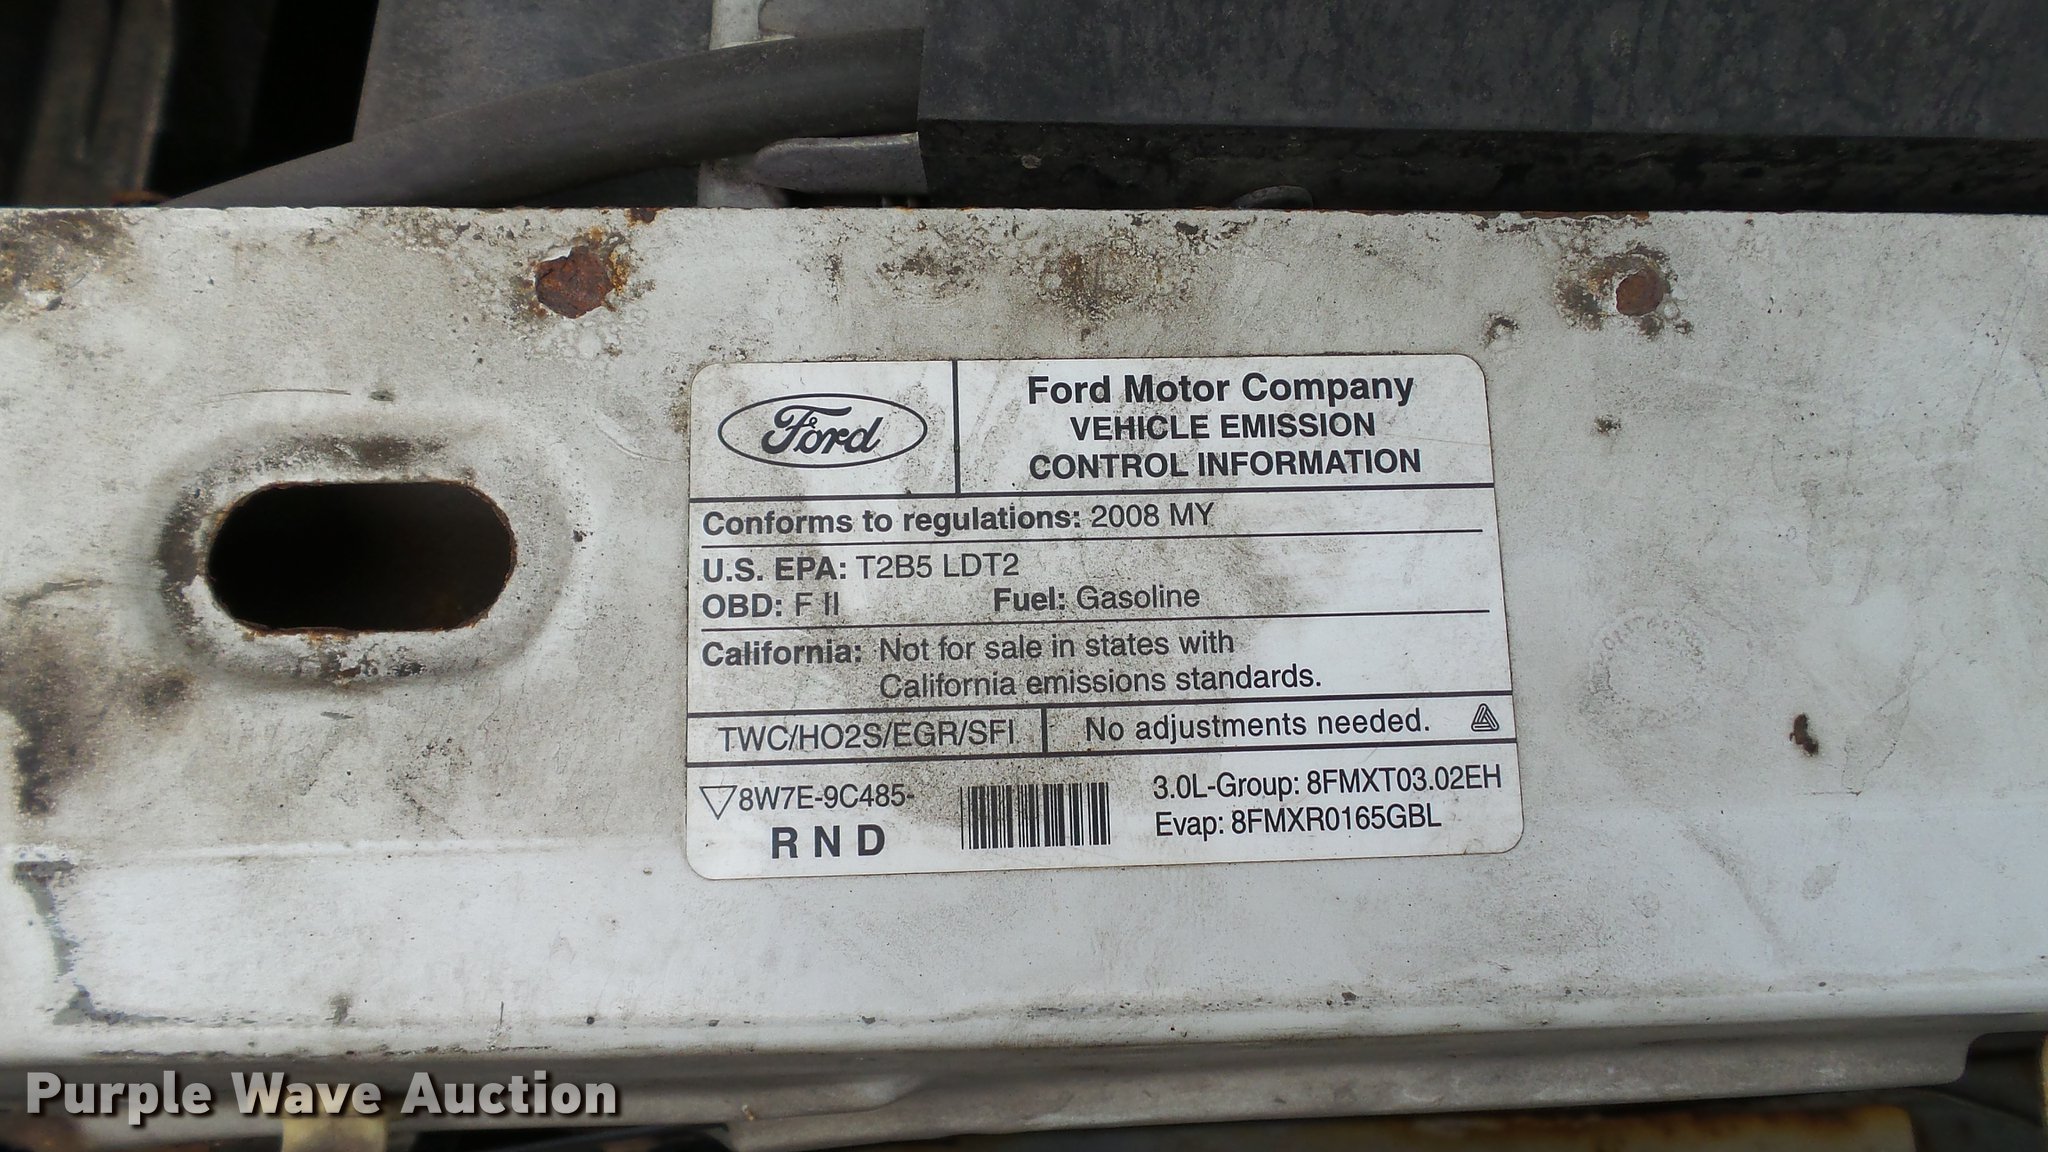 Ford
Ford Motor Company
VEHICLE EMISSION
CONTROL INFORMATION
Conforms to regulations: 2008 MY
U.S. EPA: T2B5 LDT2
OBD: F II Fuel: Gasoline
California: Not for sale in states with
California emissions standards.
TWC/HO2S/EGR/SFI No adjustments needed.
8W7E-9C485-
R N D
3.0L-Group: 8FMXT03.02EH
Evap: 8FMXR0165GBL
Purple Wave Auction